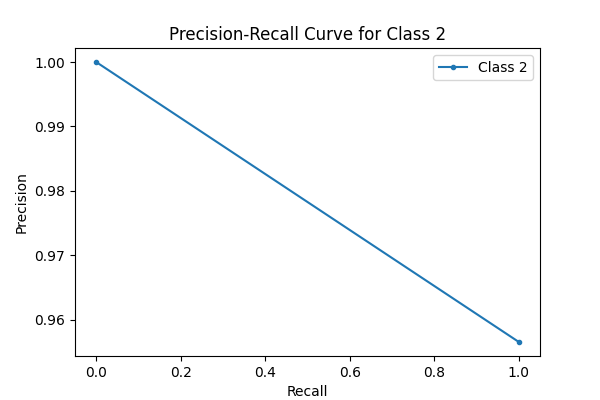 Precision-Recall Curve for Class 2
Class 2
1.00
0.99
0.98
0.97
0.96
Precision
0.0 0.2 0.4 0.6 0.8 1.0
Recall